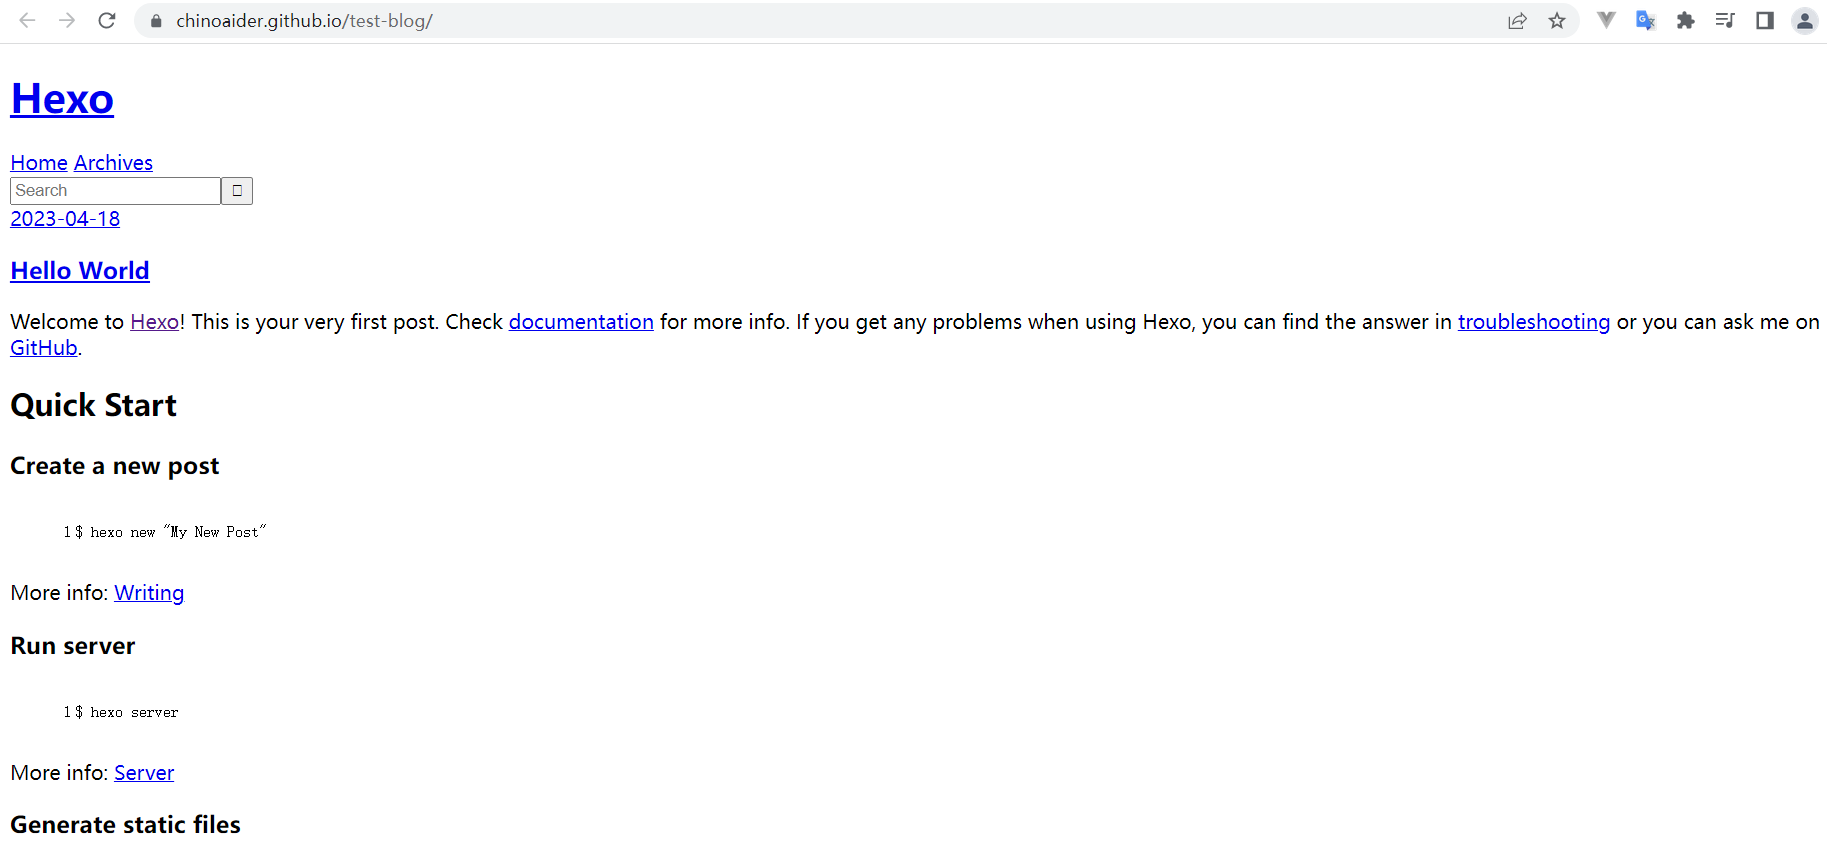 chinoaider.github.io/test-blog/
Hexo
Home Archives
Search
2023-04-18
Hello World
Welcome to Hexo! This is your very first post. Check documentation for more info. If you get any problems when using Hexo, you can find the answer in troubleshooting or you can ask me on
GitHub.
Quick Start
Create a new post
1 $ hexo new "My New Post"
More info: Writing
Run server
1 $ hexo server
More info: Server
Generate static files